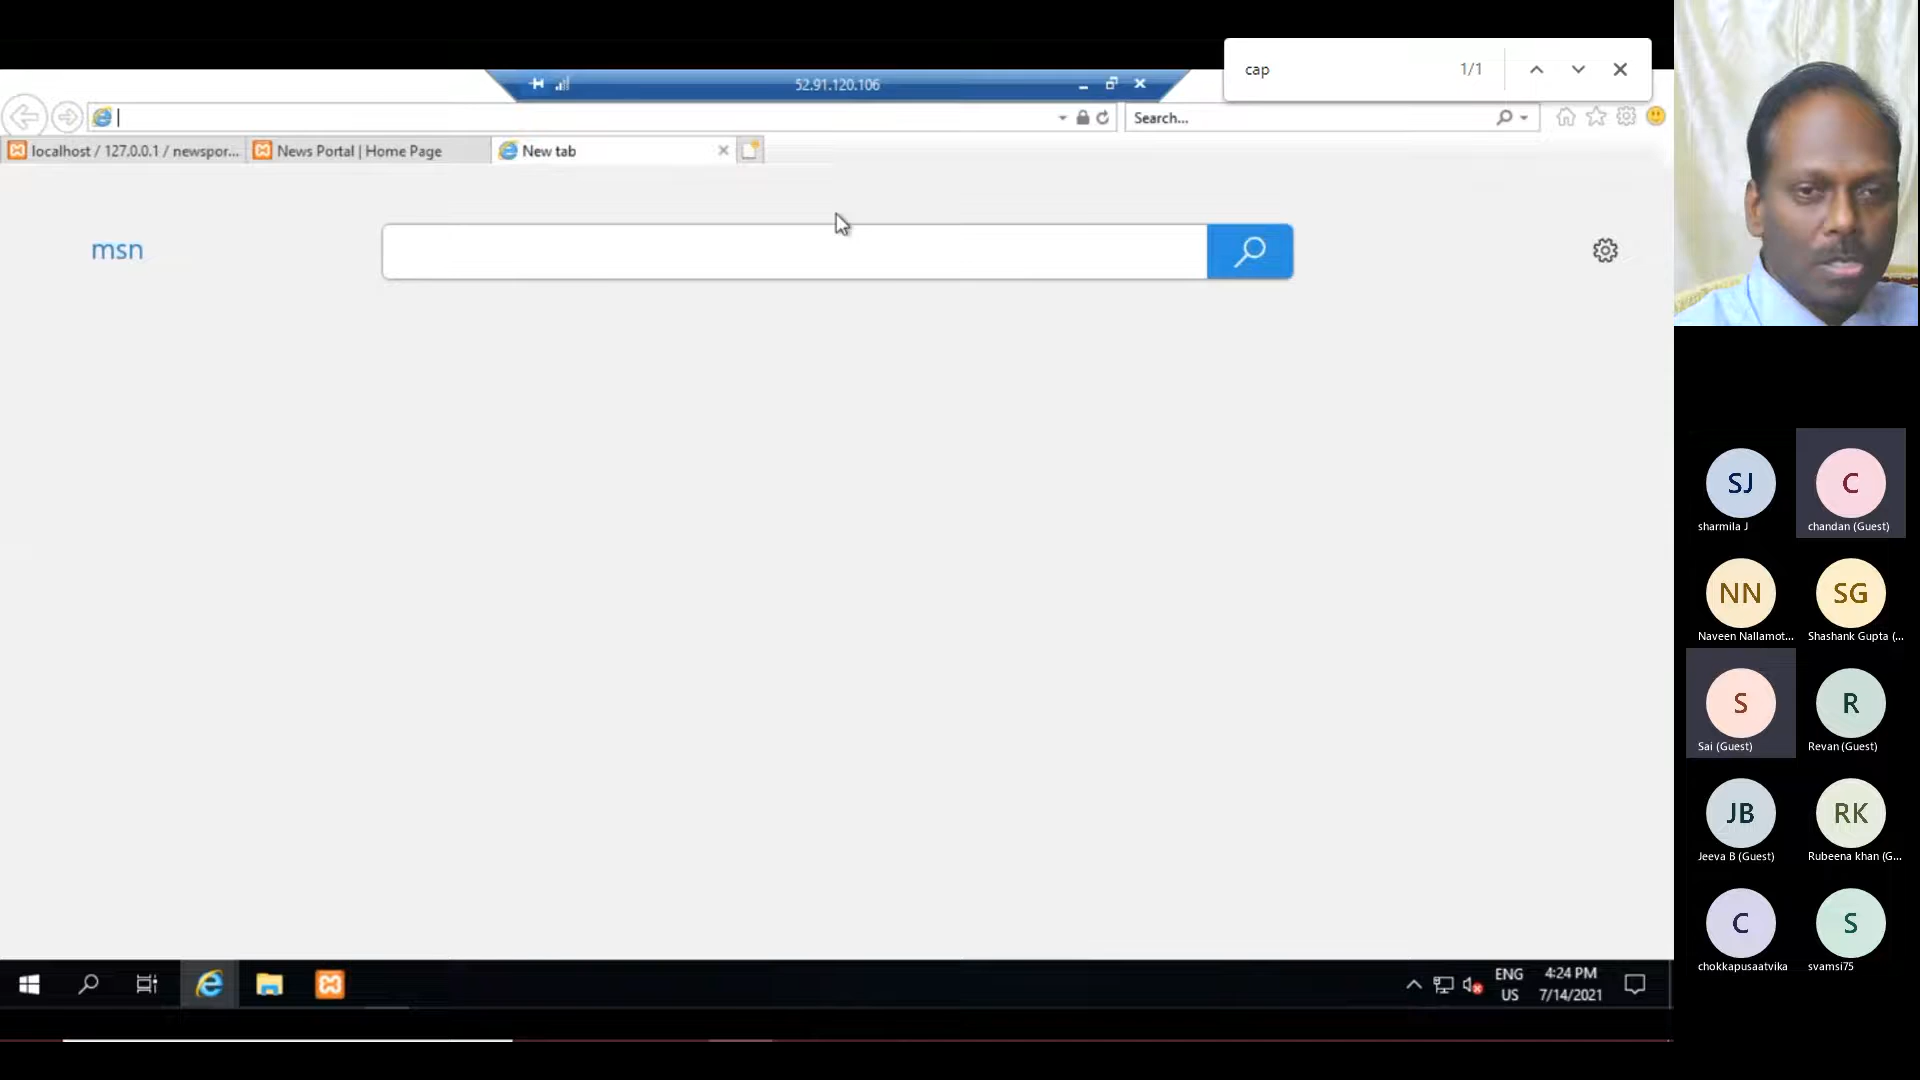 cap 1/1
52.91.120.106
Search...
localhost / 127.0.0.1 / newspor... News Portal | Home Page New tab
msn
SJ C
sharmila J chandan (Guest)
NN SG
Naveen Nallamot... Shashank Gupta (...
S R
Sai (Guest) Revan (Guest)
JB RK
Jeeva B (Guest) Rubeena khan (G...
C S
chokkapusaatvika svamsi75
ENG 4:24 PM
US 7/14/2021